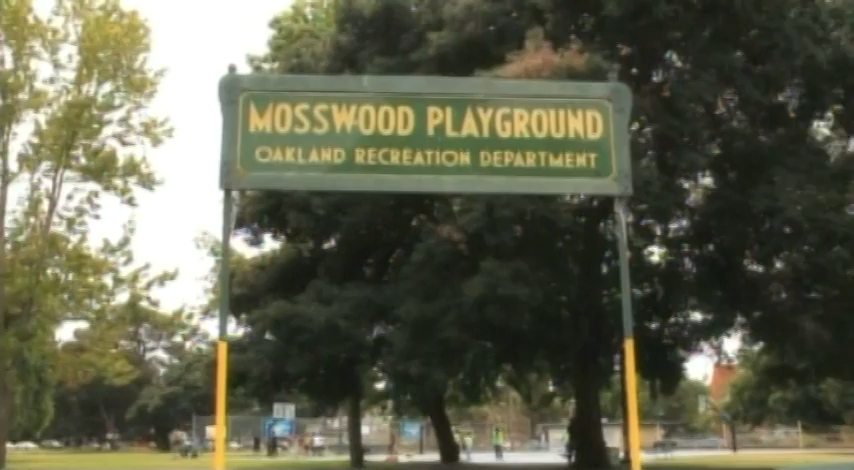 MOSSWOOD PLAYGROUND
OAKLAND RECREATION DEPARTMENT